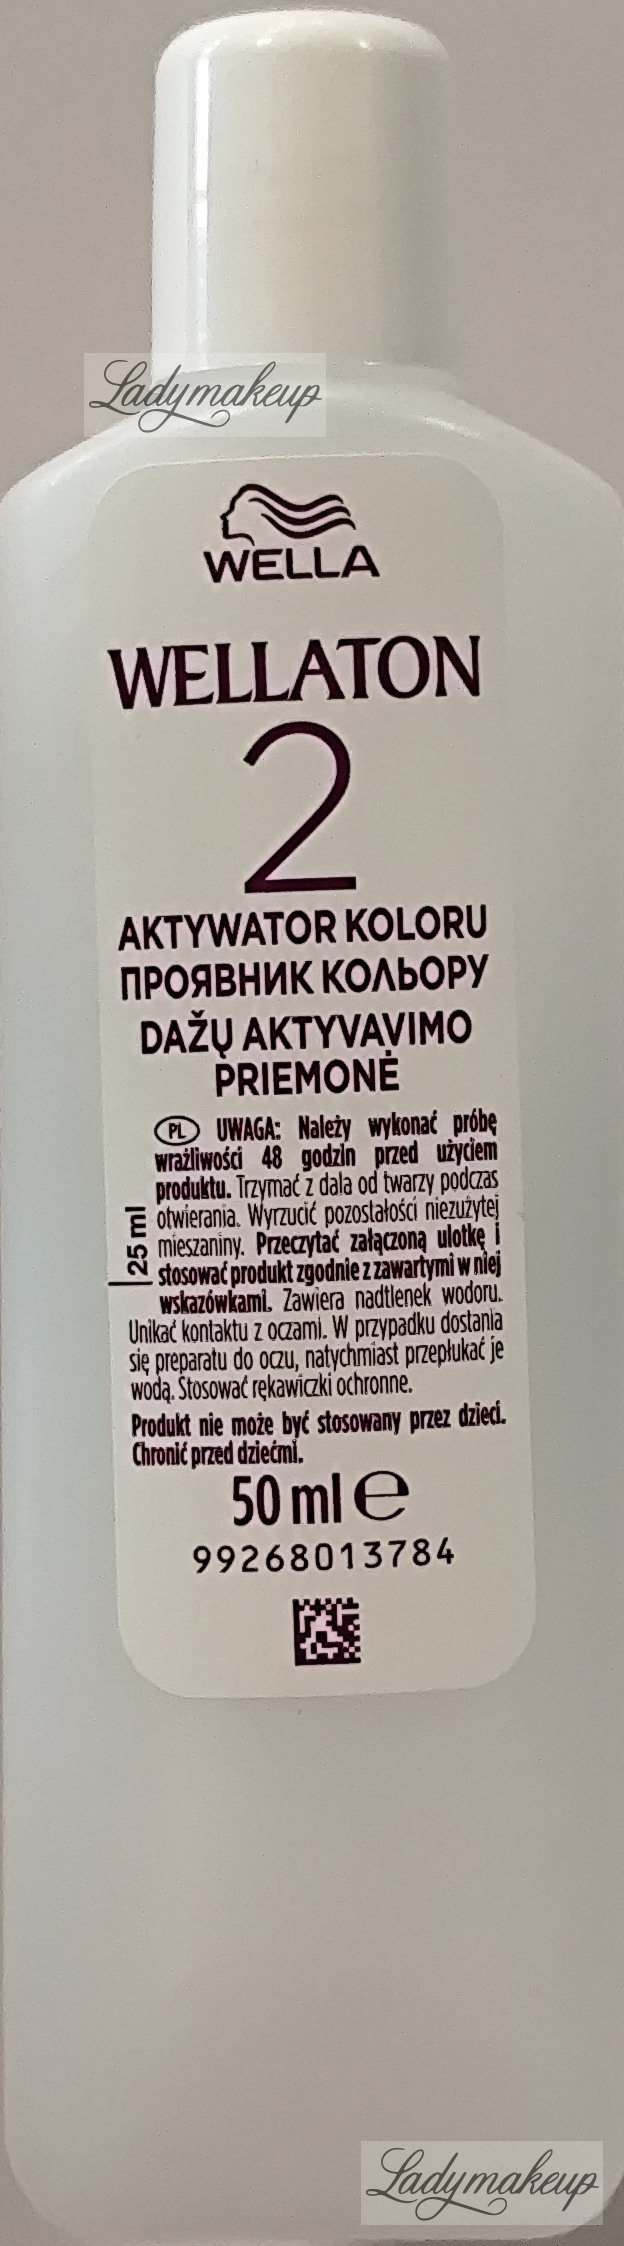 Ladymakeup
WELLA
WELLATON
2
AKTYWATOR KOLORU
ПРОЯВНИК КОЛЬОРУ
DAŽŲ AKTYVAVIMO
PRIEMONĖ
PL UWAGA: Należy wykonać próbę
wrażliwości 48 godzin przed użyciem
produktu. Trzymać z dala od twarzy podczas
otwierania. Wyrzucić pozostałości niezużytej
mieszaniny. Przeczytać załączoną ulotkę i
stosować produkt zgodnie z zawartymi w niej
wskazówkami. Zawiera nadtlenek wodoru.
Unikać kontaktu z oczami. W przypadku dostania
się preparatu do oczu, natychmiast przepłukać je
wodą. Stosować rękawiczki ochronne.
Produkt nie może być stosowany przez dzieci.
Chronić przed dziećmi.
25 ml
50 ml e
99268013784
Ladymakeup